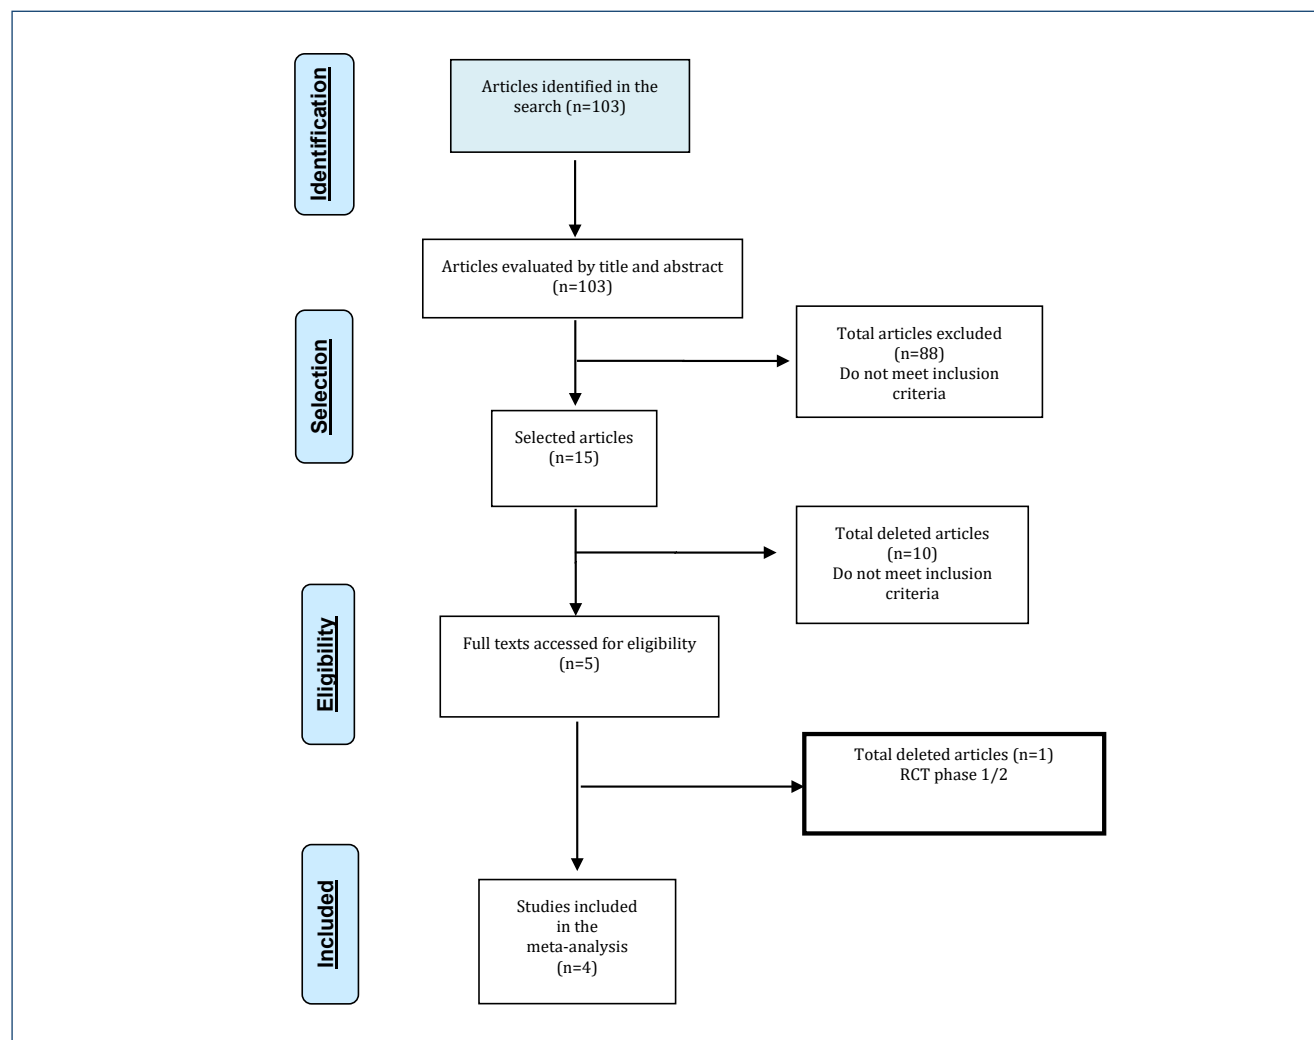 Identification
Articles identified in the
search (n=103)
Articles evaluated by title and abstract
(n=103)
Selection
Total articles excluded
(n=88)
Do not meet inclusion
criteria
Selected articles
(n=15)
Total deleted articles
(n=10)
Do not meet inclusion
criteria
Eligibility
Full texts accessed for eligibility
(n=5)
Total deleted articles (n=1)
RCT phase 1/2
Included
Studies included
in the
meta-analysis
(n=4)